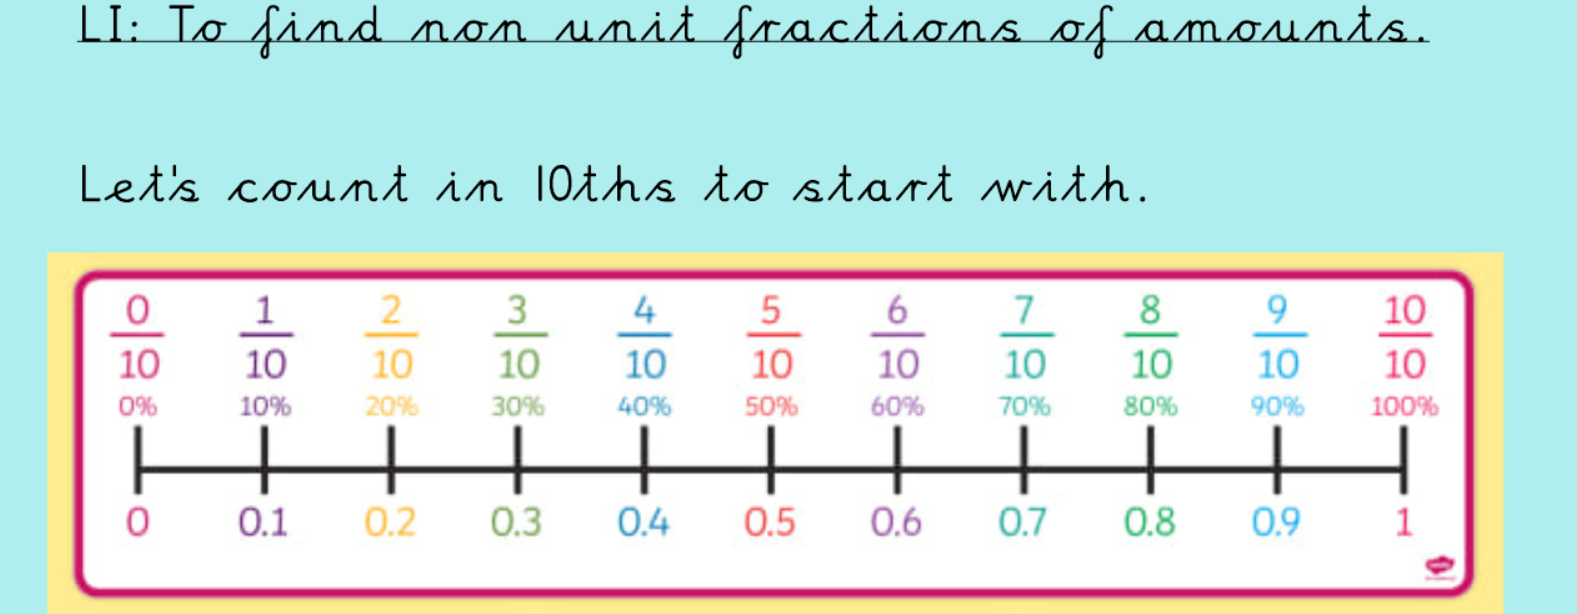 LI: To find non unit fractions of amounts.
Let's count in 10ths to start with.
0 1 2 3 4 5 6 7 8 9 10
10 10 10 10 10 10 10 10 10 10 10
0% 10% 20% 30% 40% 50% 60% 70% 80% 90% 100%
0 0.1 0.2 0.3 0.4 0.5 0.6 0.7 0.8 0.9 1